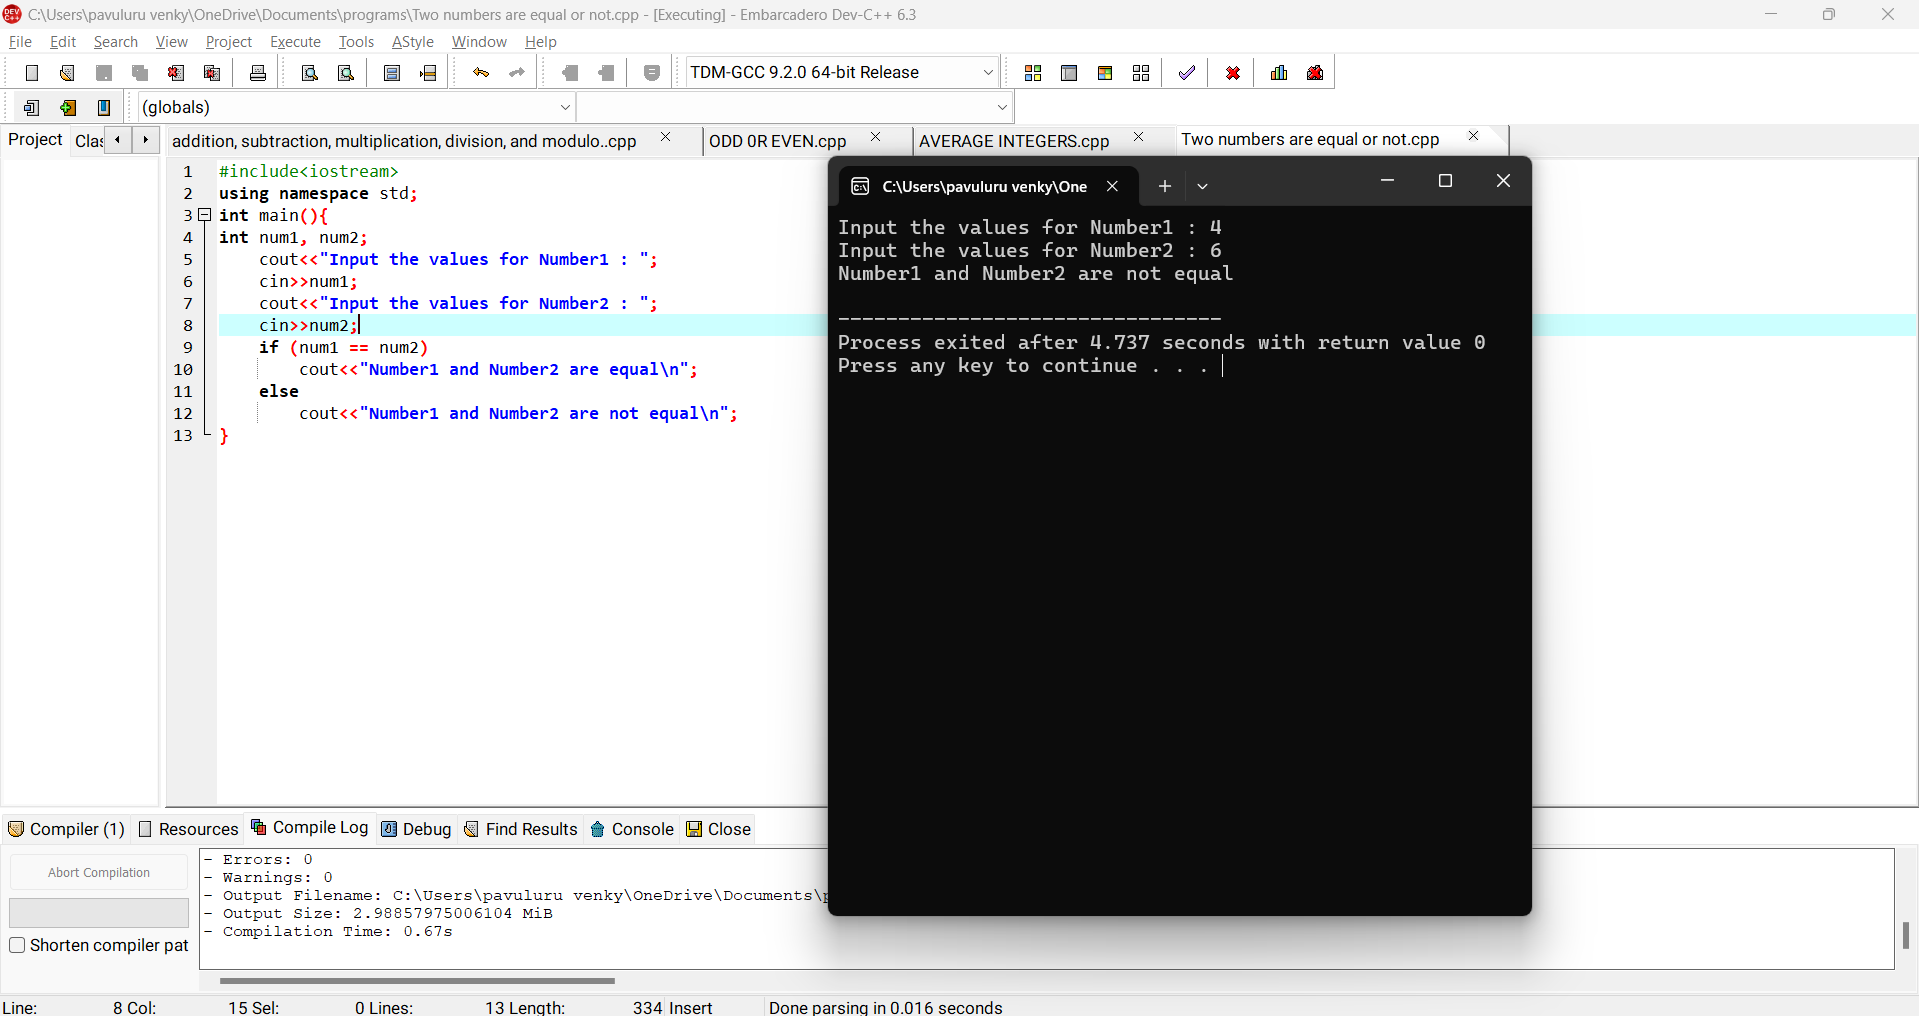 C:\Users\pavuluru venky\OneDrive\Documents\programs\Two numbers are equal or not.cpp - [Executing] - Embarcadero Dev-C++ 6.3
File Edit Search View Project Execute Tools AStyle Window Help
TDM-GCC 9.2.0 64-bit Release
(globals)
Project Clas
addition, subtraction, multiplication, division, and modulo..cpp ODD 0R EVEN.cpp AVERAGE INTEGERS.cpp Two numbers are equal or not.cpp
1 #include<iostream>
2 using namespace std;
3 int main(){
4 int num1, num2;
5 cout<<"Input the values for Number1 : ";
6 cin>>num1;
7 cout<<"Input the values for Number2 : ";
8 cin>>num2;
9 if (num1 == num2)
10 cout<<"Number1 and Number2 are equal\n";
11 else
12 cout<<"Number1 and Number2 are not equal\n";
13 }
C:\Users\pavuluru venky\One
Input the values for Number1 : 4
Input the values for Number2 : 6
Number1 and Number2 are not equal
--------------------------------
Process exited after 4.737 seconds with return value 0
Press any key to continue . . .
Compiler (1) Resources Compile Log Debug Find Results Console Close
Abort Compilation
Shorten compiler pat
- Errors: 0
- Warnings: 0
- Output Filename: C:\Users\pavuluru venky\OneDrive\Documents\p
- Output Size: 2.98857975006104 MiB
- Compilation Time: 0.67s
Line: 8 Col: 15 Sel: 0 Lines: 13 Length: 334 Insert Done parsing in 0.016 seconds